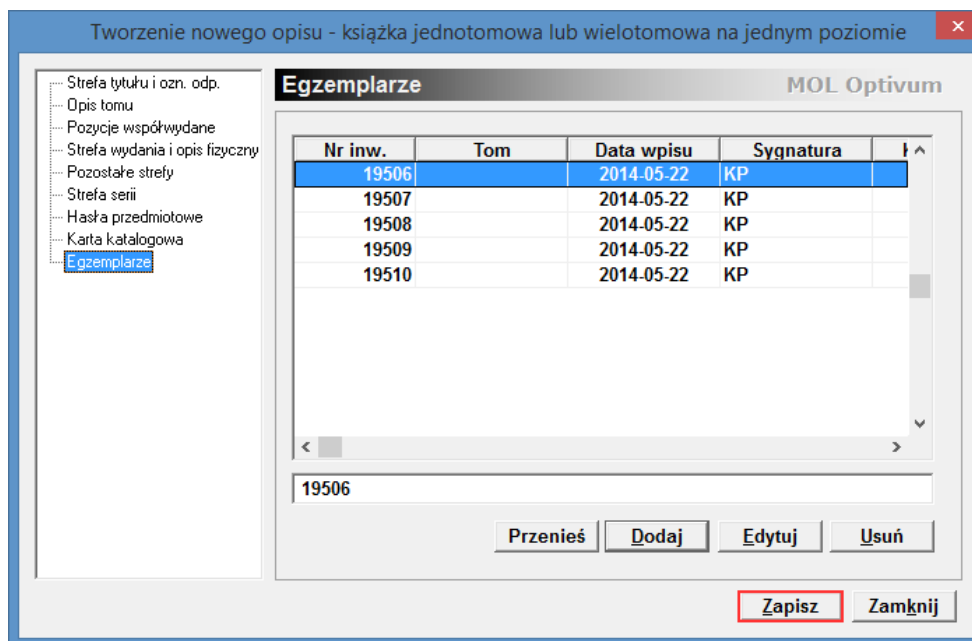 Tworzenie nowego opisu - książka jednotomowa lub wielotomowa na jednym poziomie
Strefa tytułu i ozn. odp.
Opis tomu
Pozycje współwydane
Strefa wydania i opis fizyczny
Pozostałe strefy
Strefa serii
Hasła przedmiotowe
Karta katalogowa
Egzemplarze
Egzemplarze MOL Optivum
Nr inw. Tom Data wpisu Sygnatura
19506 2014-05-22 KP
19507 2014-05-22 KP
19508 2014-05-22 KP
19509 2014-05-22 KP
19510 2014-05-22 KP
19506
Przenieś Dodaj Edytuj Usuń
Zapisz Zamknij